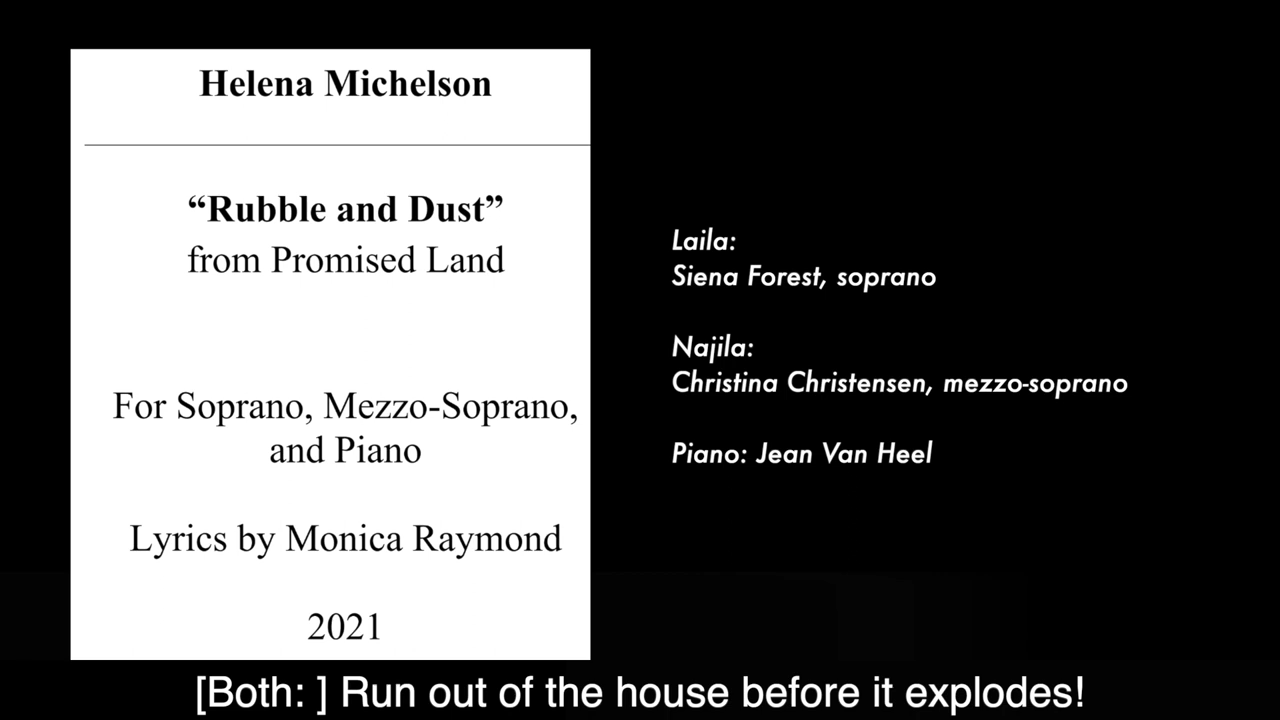 Helena Michelson
“Rubble and Dust”
from Promised Land
For Soprano, Mezzo-Soprano,
and Piano
Lyrics by Monica Raymond
2021
Laila:
Siena Forest, soprano
Najila:
Christina Christensen, mezzo-soprano
Piano: Jean Van Heel
[Both: ] Run out of the house before it explodes!